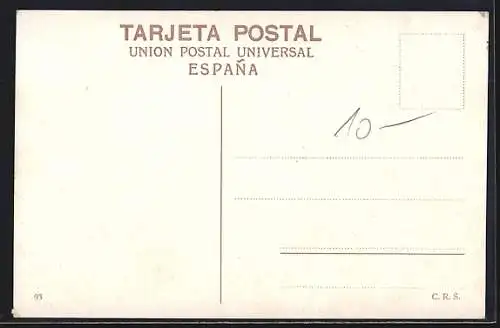 TARJETA POSTAL
UNION POSTAL UNIVERSAL
ESPAÑA
10-
93
C. R. S.